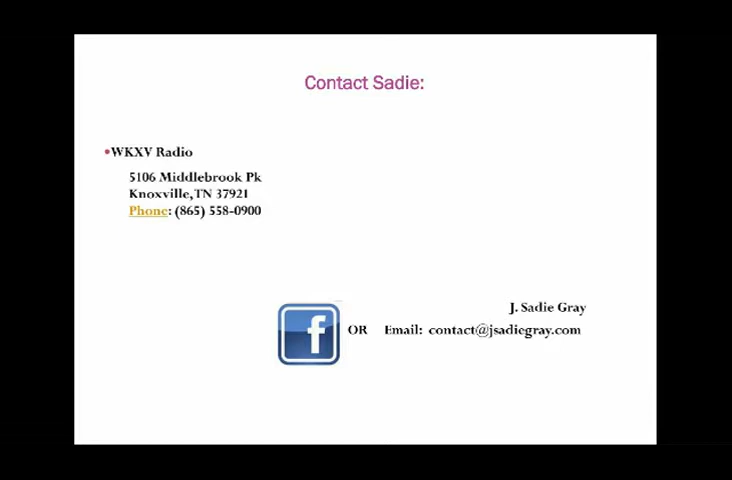 Contact Sadie:
•WKXV Radio
5106 Middlebrook Pk
Knoxville, TN 37921
Phone: (865) 558-0900
J. Sadie Gray
f OR Email: contact@jsadiegray.com